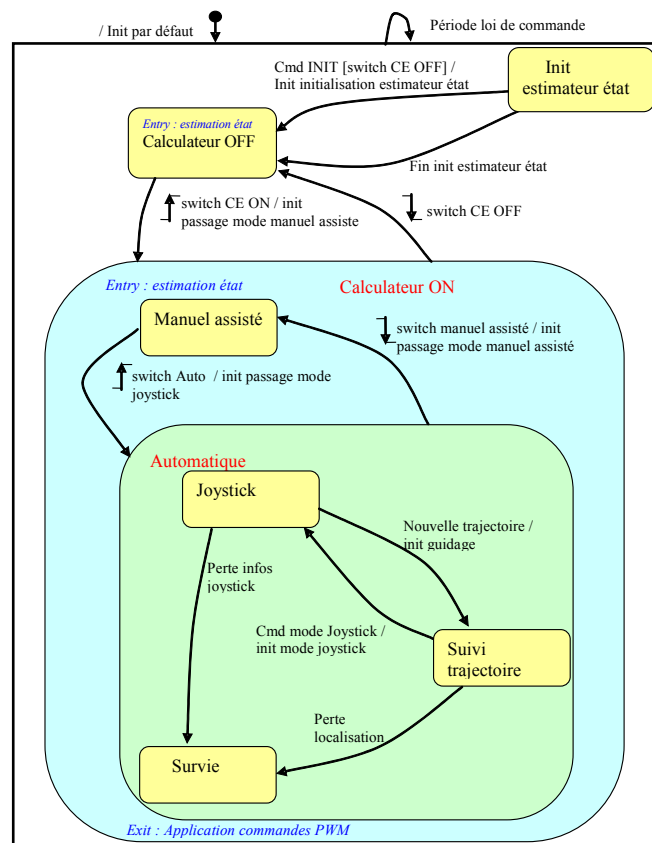 / Init par défaut
Période loi de commande
Cmd INIT [switch CE OFF] /
Init initialisation estimateur état
Init
estimateur état
Entry : estimation état
Calculateur OFF
Fin init estimateur état
switch CE ON / init
passage mode manuel assiste
switch CE OFF
Entry : estimation état
Calculateur ON
Manuel assisté
switch manuel assisté / init
passage mode manuel assisté
switch Auto / init passage mode
joystick
Automatique
Joystick
Nouvelle trajectoire /
init guidage
Perte infos
joystick
Cmd mode Joystick /
init mode joystick
Suivi
trajectoire
Perte
localisation
Survie
Exit : Application commandes PWM